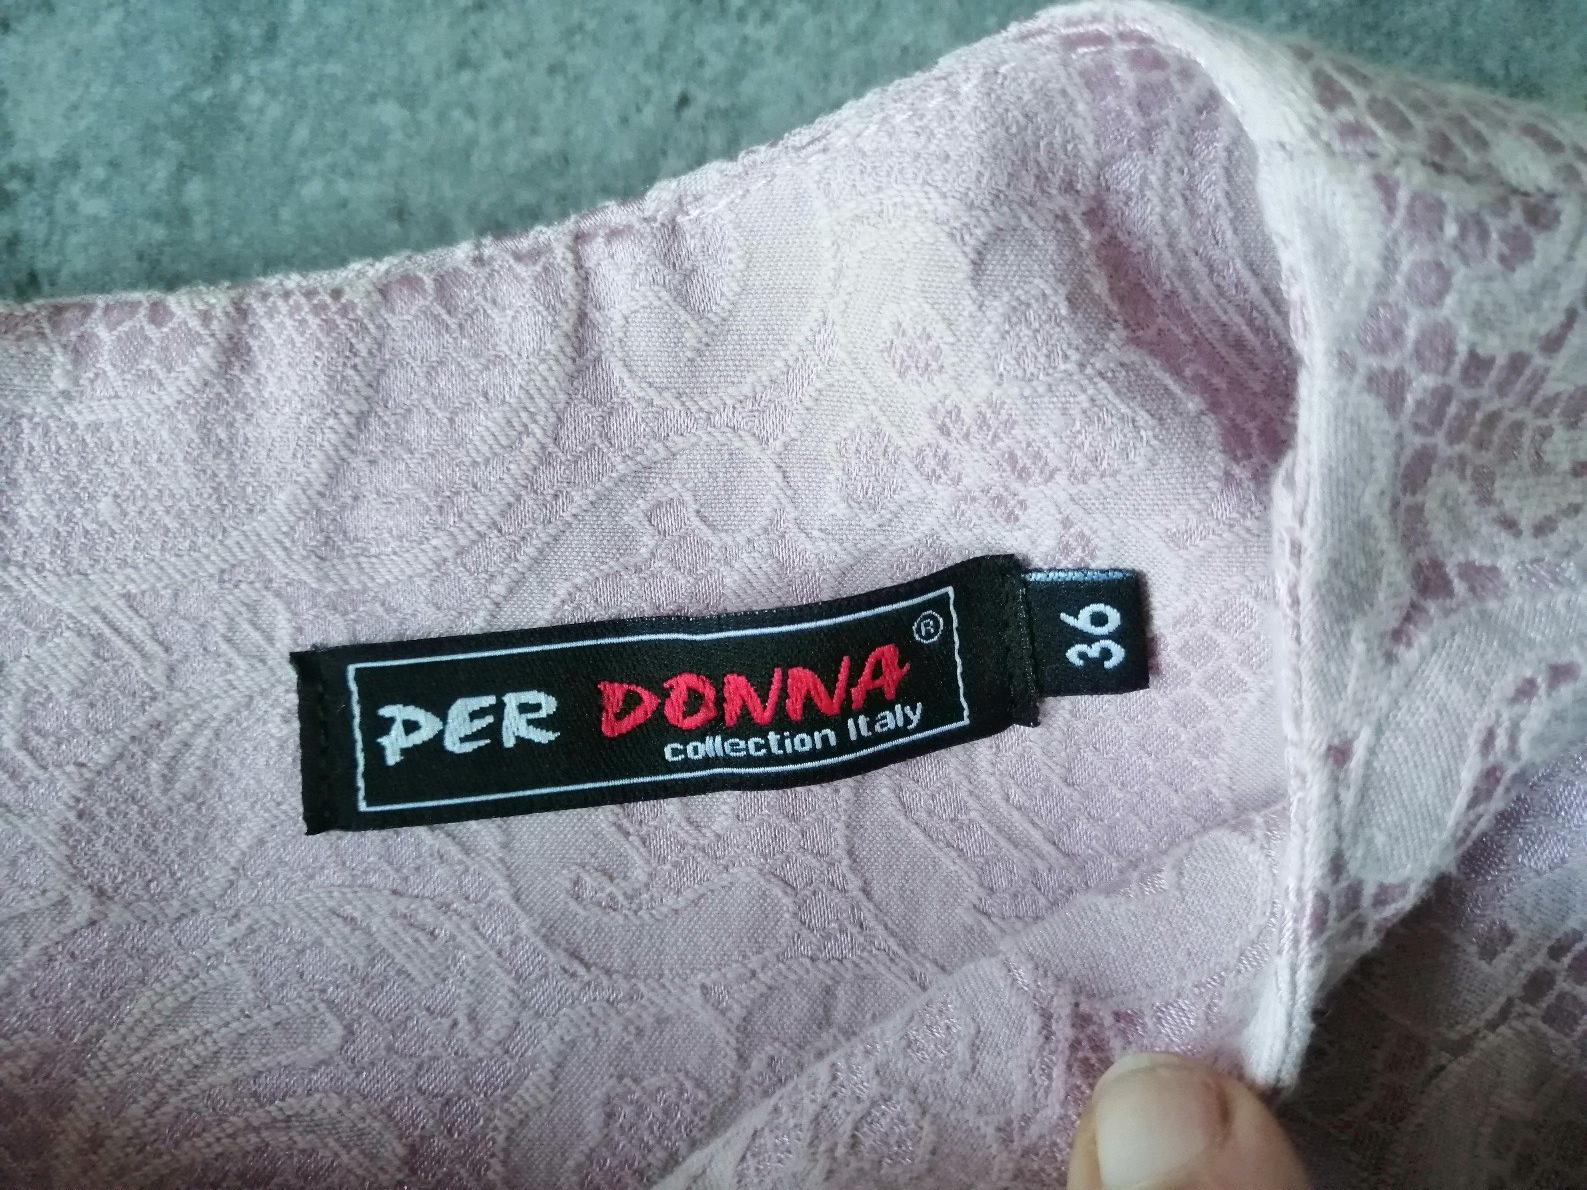 PER DONNA ®
collection Italy
36